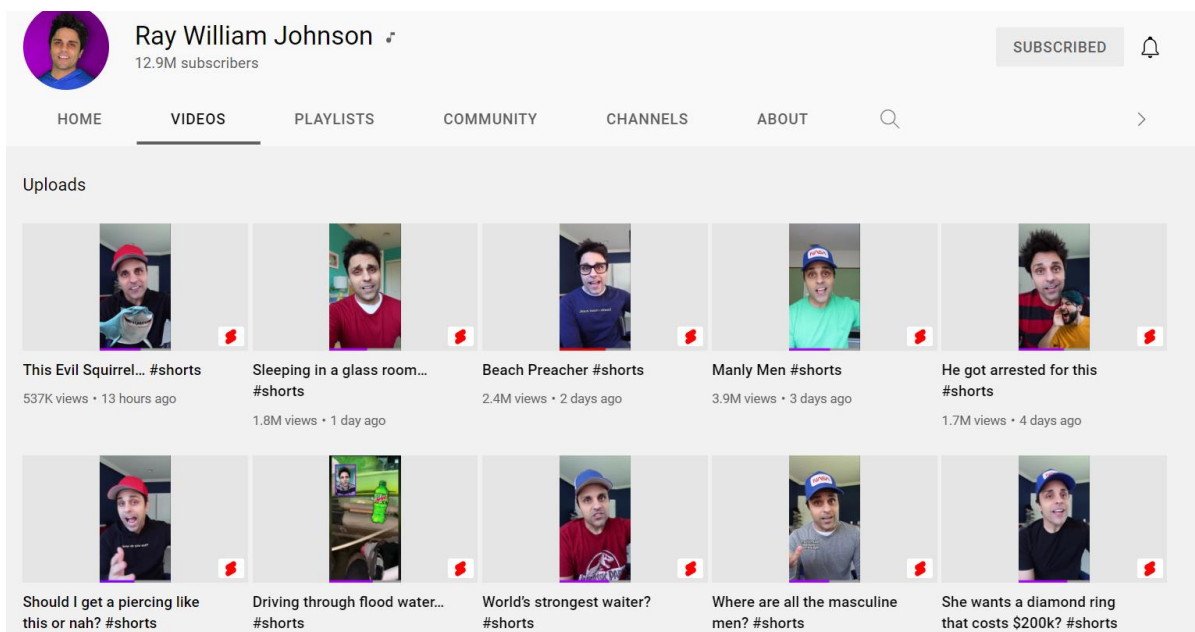 Ray William Johnson
12.9M subscribers
SUBSCRIBED
HOME
VIDEOS
PLAYLISTS
COMMUNITY
CHANNELS
ABOUT
Uploads
This Evil Squirrel... #shorts
537K views • 13 hours ago
Sleeping in a glass room...
#shorts
1.8M views • 1 day ago
Beach Preacher #shorts
2.4M views • 2 days ago
Manly Men #shorts
3.9M views • 3 days ago
He got arrested for this
#shorts
1.7M views • 4 days ago
Should I get a piercing like
this or nah? #shorts
Driving through flood water...
#shorts
World's strongest waiter?
#shorts
Where are all the masculine
men? #shorts
She wants a diamond ring
that costs $200k? #shorts